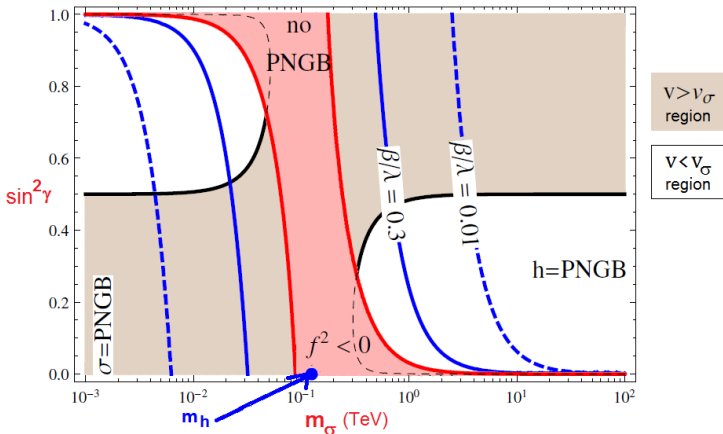 1.0
0.8
0.6
0.4
0.2
0.0
sin²γ
no
PNGB
β/λ = 0.3
β/λ = 0.01
h=PNGB
σ=PNGB
f² < 0
10⁻³
10⁻²
10⁻¹
10⁰
10¹
10²
m_h
m_σ (TeV)
v>v_σ
region
v<v_σ
region